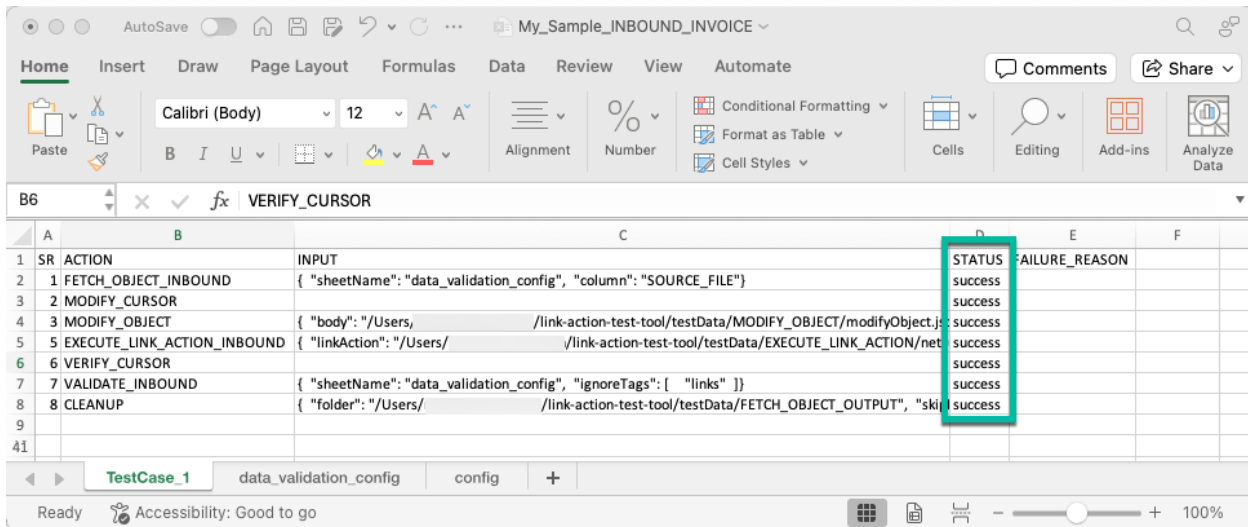 AutoSave ··· My_Sample_INBOUND_INVOICE
Home Insert Draw Page Layout Formulas Data Review View Automate Comments Share
Paste Calibri (Body) 12 A^ A˅ B I U A Alignment % Number Conditional Formatting Format as Table Cell Styles Cells Editing Add-ins Analyze Data
B6 fx VERIFY_CURSOR
A B C D E F
1 SR ACTION INPUT STATUS FAILURE_REASON
2 1 FETCH_OBJECT_INBOUND { "sheetName": "data_validation_config", "column": "SOURCE_FILE"} success
3 2 MODIFY_CURSOR success
4 3 MODIFY_OBJECT { "body": "/Users/ /link-action-test-tool/testData/MODIFY_OBJECT/modifyObject.js success
5 5 EXECUTE_LINK_ACTION_INBOUND { "linkAction": "/Users/ /link-action-test-tool/testData/EXECUTE_LINK_ACTION/net success
6 6 VERIFY_CURSOR success
7 7 VALIDATE_INBOUND { "sheetName": "data_validation_config", "ignoreTags": [ "links" ]} success
8 8 CLEANUP { "folder": "/Users/ /link-action-test-tool/testData/FETCH_OBJECT_OUTPUT", "skip success
9
TestCase_1 data_validation_config config +
Ready Accessibility: Good to go - + 100%